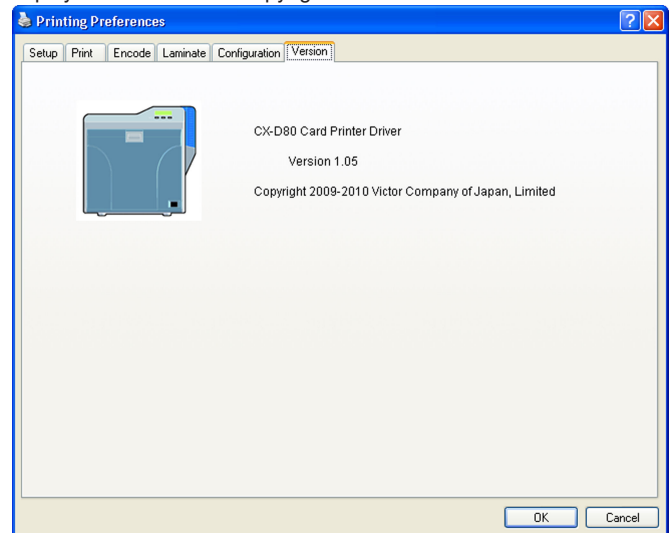 Printing Preferences
Setup Print Encode Laminate Configuration Version
CX-D80 Card Printer Driver
Version 1.05
Copyright 2009-2010 Victor Company of Japan, Limited
OK Cancel